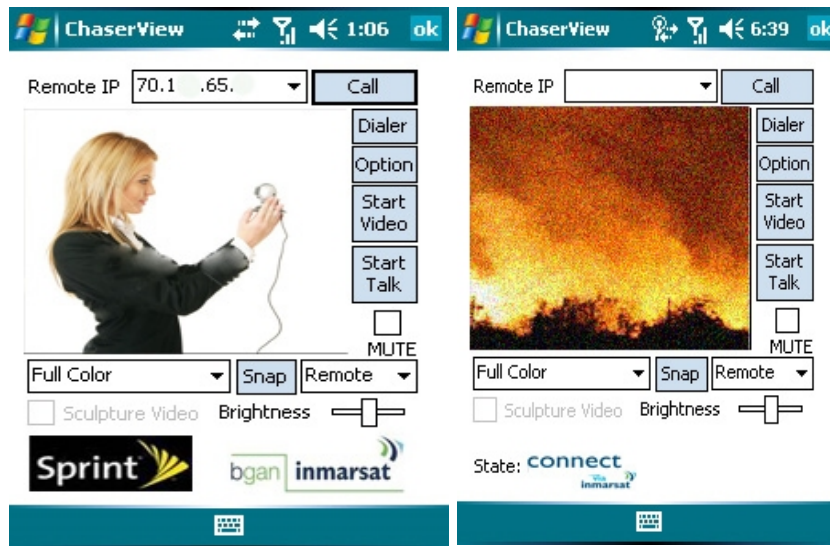 ChaserView 1:06 ok
Remote IP 70.1 .65. Call
Dialer
Option
Start
Video
Start
Talk
MUTE
Full Color Snap Remote
Sculpture Video Brightness
Sprint bgan inmarsat
ChaserView 6:39 ok
Remote IP Call
Dialer
Option
Start
Video
Start
Talk
MUTE
Full Color Snap Remote
Sculpture Video Brightness
State: connect
Via
inmarsat